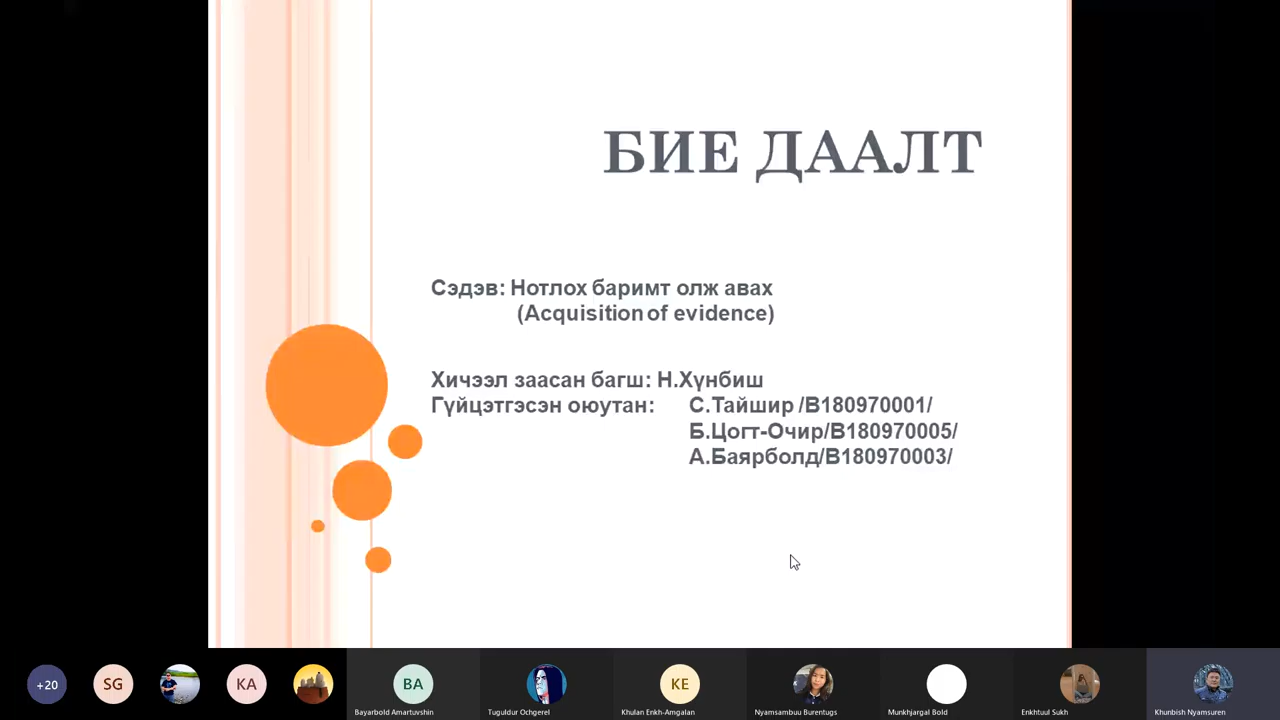 БИЕ ДААЛТ
Сэдэв: Нотлох баримт олж авах
(Acquisition of evidence)
Хичээл заасан багш: Н.Хүнбиш
Гүйцэтгэсэн оюутан: С.Тайшир /B180970001/
Б.Цогт-Очир/B180970005/
А.Баярболд/B180970003/
+20
SG
KA
BA
KE
Bayarbold Amartuvshin
Tuguldur Ochgerel
Khulan Enkh-Amgalan
Nyamsambuu Burentugs
Munkhjargal Bold
Enkhtuul Sukh
Khunbish Nyamsuren